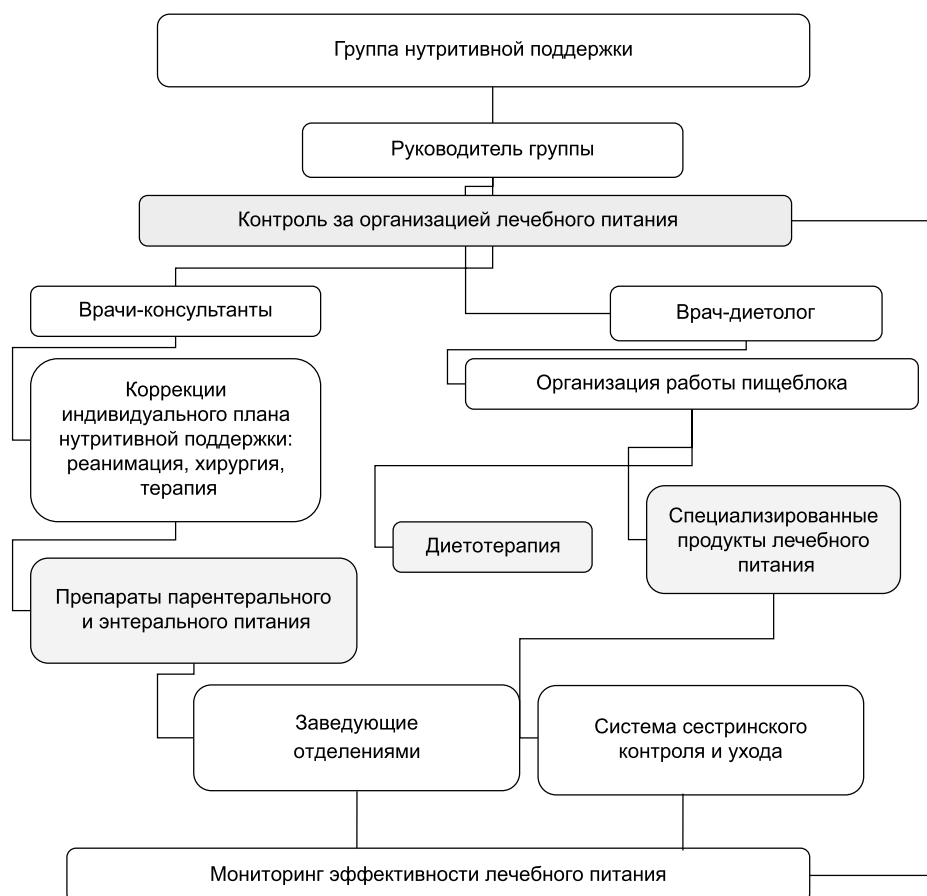 Группа нутритивной поддержки
Руководитель группы
Контроль за организацией лечебного питания
Врачи-консультанты
Врач-диетолог
Коррекции
индивидуального плана
нутритивной поддержки:
реанимация, хирургия,
терапия
Организация работы пищеблока
Диетотерапия
Специализированные
продукты лечебного
питания
Препараты парентерального
и энтерального питания
Заведующие
отделениями
Система сестринского
контроля и ухода
Мониторинг эффективности лечебного питания